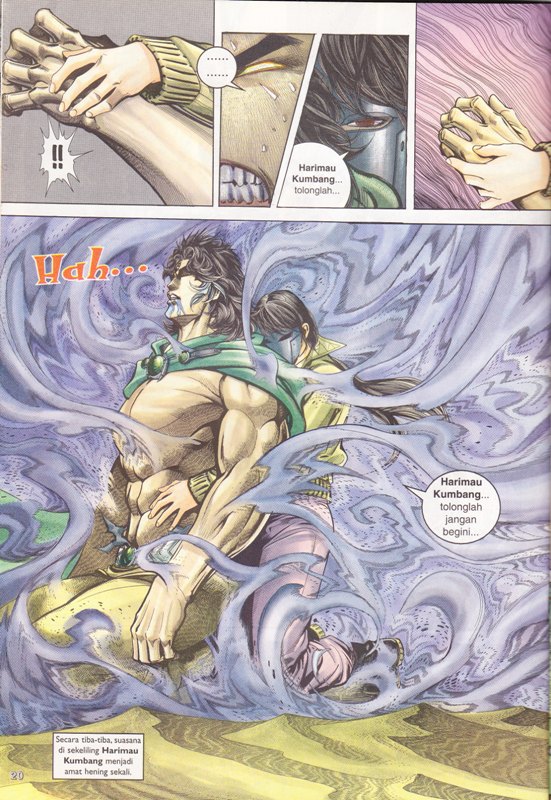 !!
......
......
Harimau
Kumbang...
tolonglah...
Hah...
Harimau
Kumbang...
tolonglah
jangan
begini...
Secara tiba-tiba, suasana
di sekeliling Harimau
Kumbang menjadi
amat hening sekali.
20